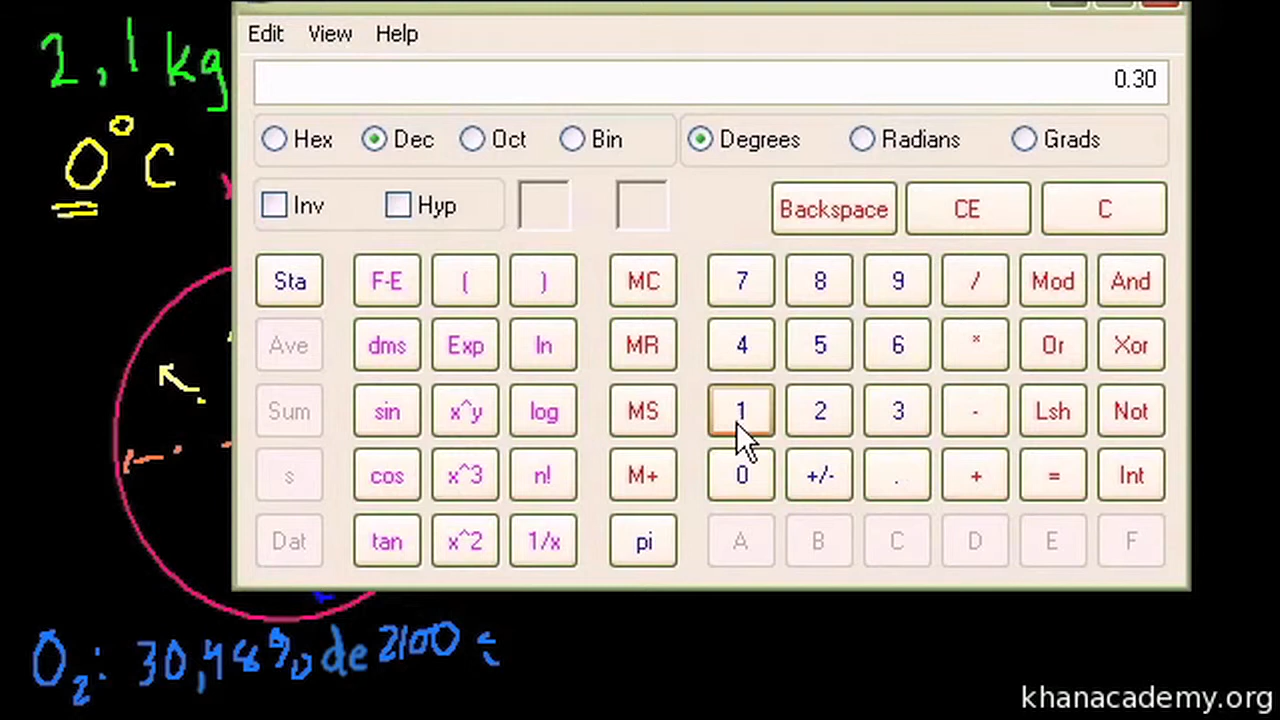 2,1 kg
0° C
Edit View Help
0.30
Hex Dec Oct Bin Degrees Radians Grads
Inv Hyp Backspace CE C
Sta F-E ( ) MC 7 8 9 / Mod And
Ave dms Exp ln MR 4 5 6 * Or Xor
Sum sin x^y log MS 1 2 3 - Lsh Not
s cos x^3 n! M+ 0 +/- . + = Int
Dat tan x^2 1/x pi A B C D E F
O₂: 30,48% de 2100
khanacademy.org